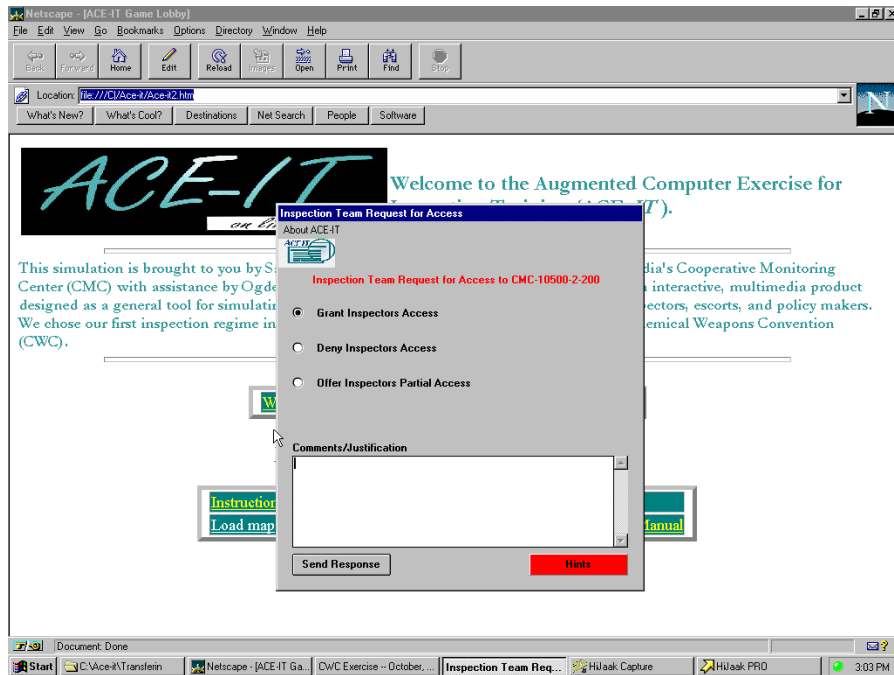 Netscape - [ACE-IT Game Lobby]
File Edit View Go Bookmarks Options Directory Window Help
Back Forward Home Edit Reload Images Open Print Find Stop
Location: file:///C|/Ace-it/Ace-it2.htm
What's New? What's Cool? Destinations Net Search People Software
ACE-IT
on li
Welcome to the Augmented Computer Exercise for
Inspection Team Request for Access
About ACE-IT
ACE-IT
Inspection Team Request for Access to CMC-10500-2-200
This simulation is brought to you by S dia's Cooperative Monitoring
Center (CMC) with assistance by Ogde interactive, multimedia product
designed as a general tool for simulatin ectors, escorts, and policy makers.
We chose our first inspection regime in emical Weapons Convention
(CWC).
Grant Inspectors Access
Deny Inspectors Access
Offer Inspectors Partial Access
W
Comments/Justification
Instruction
Load map Manual
Send Response Hints
Document: Done
Start C:\Ace-it\Transferin Netscape - [ACE-IT Ga... CWC Exercise -- October, ... Inspection Team Req... HiJaak Capture HiJaak PRO 3:03 PM